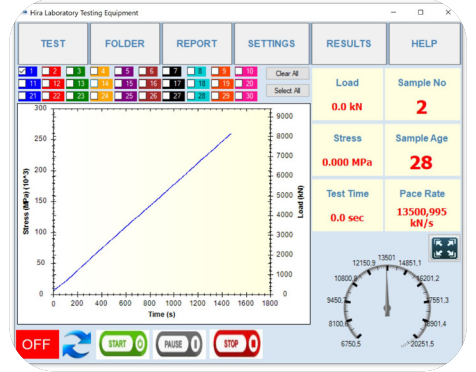 Hira Laboratory Testing Equipment
TEST FOLDER REPORT SETTINGS RESULTS HELP
1 2 3 4 5 6 7 8 9 10 Clear All
11 12 13 14 15 16 17 18 19 20
21 22 23 24 25 26 27 28 29 30 Select All
Load
0.0 kN
Sample No
2
Stress
0.000 MPa
Sample Age
28
Test Time
0.0 sec
Pace Rate
13500,995
kN/s
Stress (MPa) (10^3)
300
250
200
150
100
50
0
9000
8000
7000
6000
5000
4000
3000
2000
1000
0
Load (kN)
0 200 400 600 800 1000 1200 1400 1600 1800
Time (s)
13501
12150,9 14851,1
10800,8 16201,2
9450,7 17551,3
8100,6 18901,4
6750,5 20251,5
OFF START PAUSE STOP